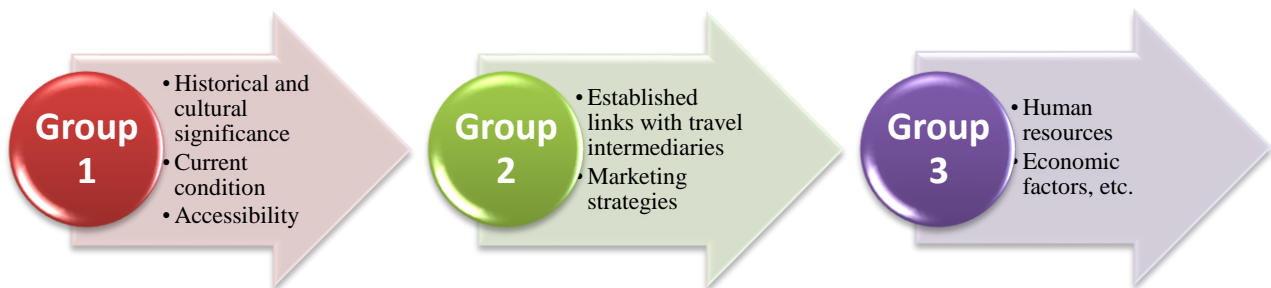 Group
1
• Historical and
cultural
significance
• Current
condition
• Accessibility
Group
2
• Established
links with travel
intermediaries
• Marketing
strategies
Group
3
• Human
resources
• Economic
factors, etc.